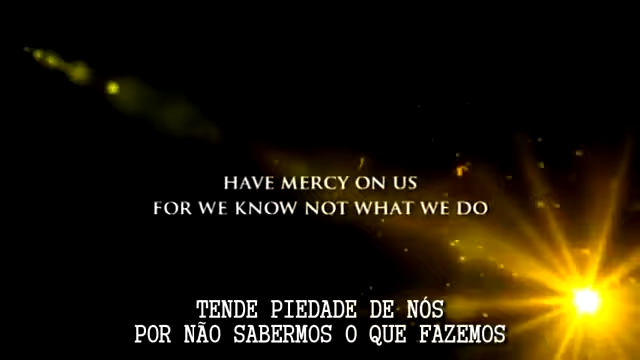 HAVE MERCY ON US
FOR WE KNOW NOT WHAT WE DO
TENDE PIEDADE DE NÓS
POR NÃO SABERMOS O QUE FAZEMOS